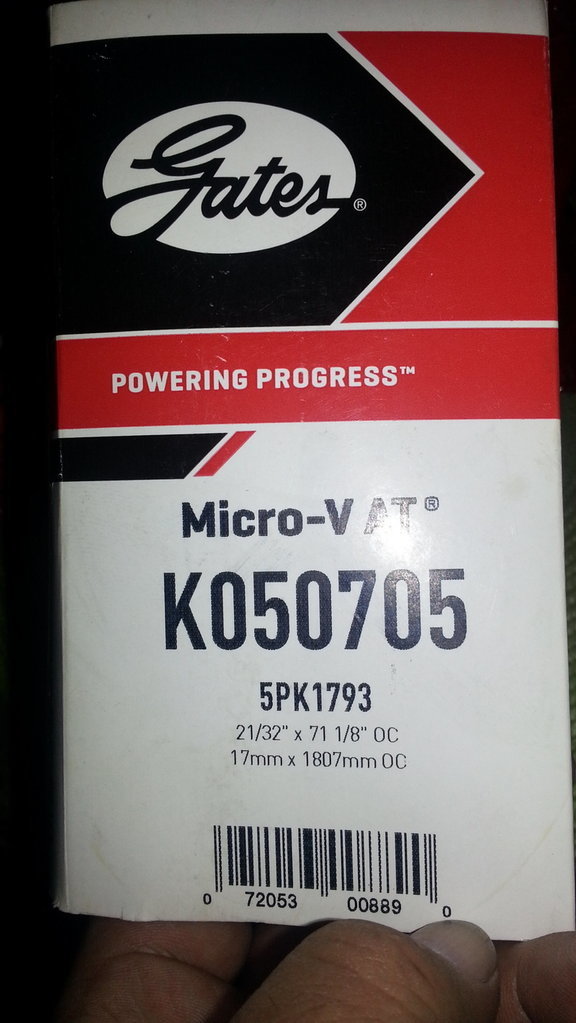 Gates®
POWERING PROGRESS™
Micro-V AT®
K050705
5PK1793
21/32" x 71 1/8" OC
17mm x 1807mm OC
0 72053 00889 0